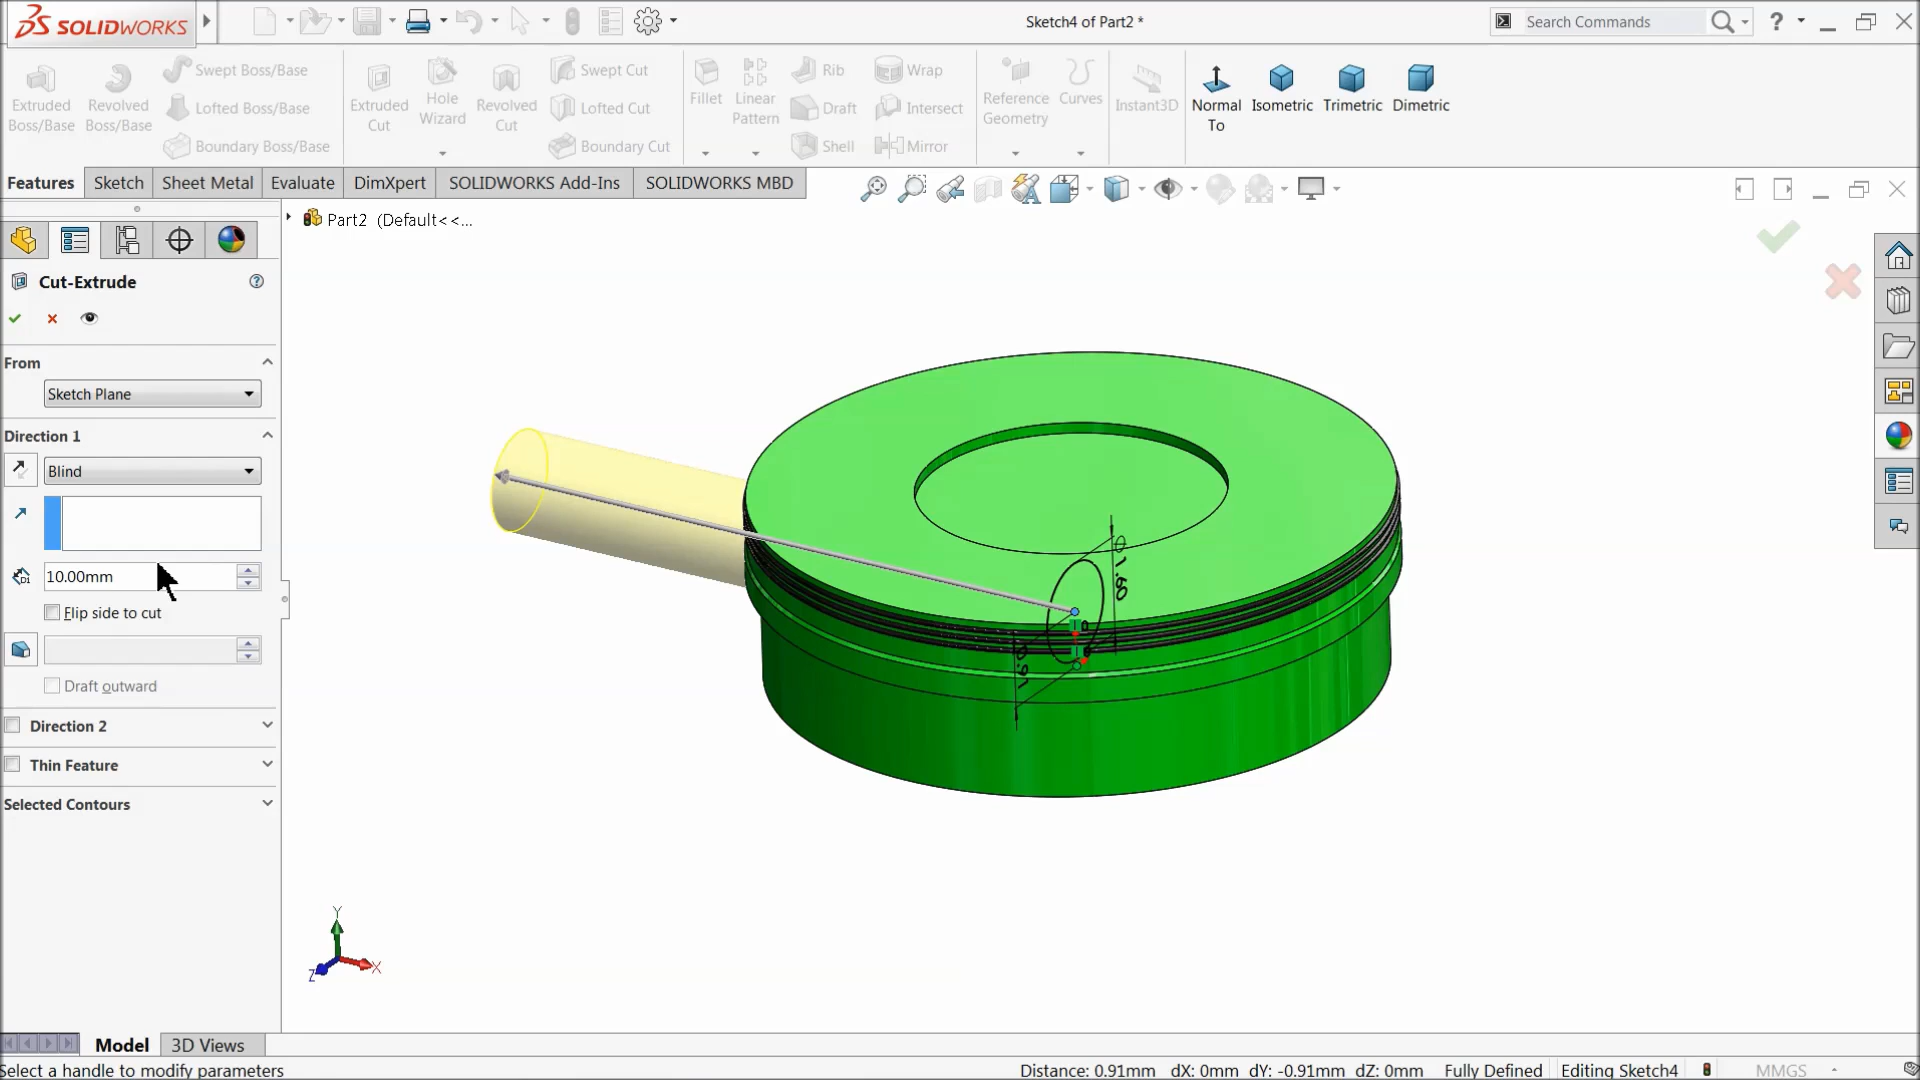 SOLIDWORKS
Sketch4 of Part2 *
Search Commands
?
Extruded Boss/Base
Revolved Boss/Base
Swept Boss/Base
Lofted Boss/Base
Boundary Boss/Base
Extruded Cut
Hole Wizard
Revolved Cut
Swept Cut
Lofted Cut
Boundary Cut
Fillet
Linear Pattern
Rib
Draft
Shell
Wrap
Intersect
Mirror
Reference Geometry
Curves
Instant3D
Normal To
Isometric
Trimetric
Dimetric
Features
Sketch
Sheet Metal
Evaluate
DimXpert
SOLIDWORKS Add-Ins
SOLIDWORKS MBD
Part2 (Default<<...
Cut-Extrude
From
Sketch Plane
Direction 1
Blind
10.00mm
Flip side to cut
Draft outward
Direction 2
Thin Feature
Selected Contours
∅1.60
0.91
Y
X
Z
Model
3D Views
Select a handle to modify parameters
Distance: 0.91mm dX: 0mm dY: -0.91mm dZ: 0mm
Fully Defined
Editing Sketch4
MMGS